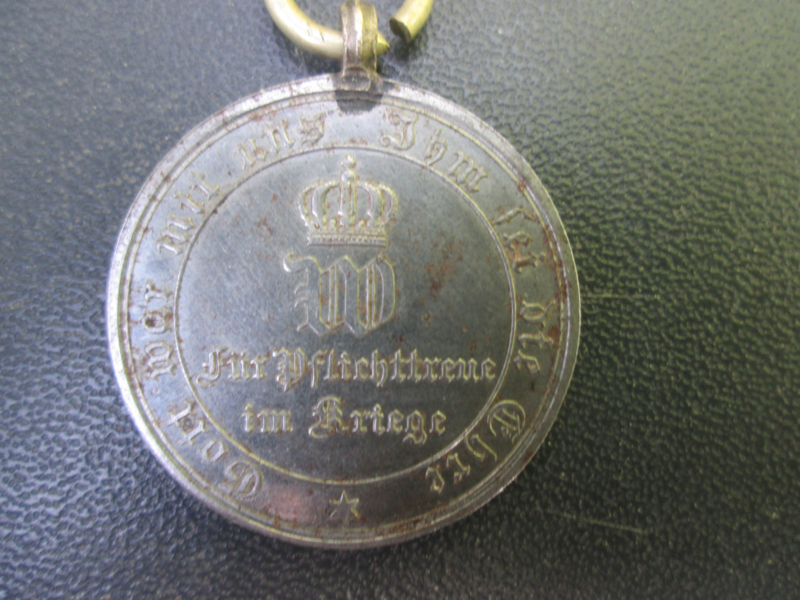 Gott war mit uns Ihm sei die Ehre
W
Für Pflichttreue
im Kriege